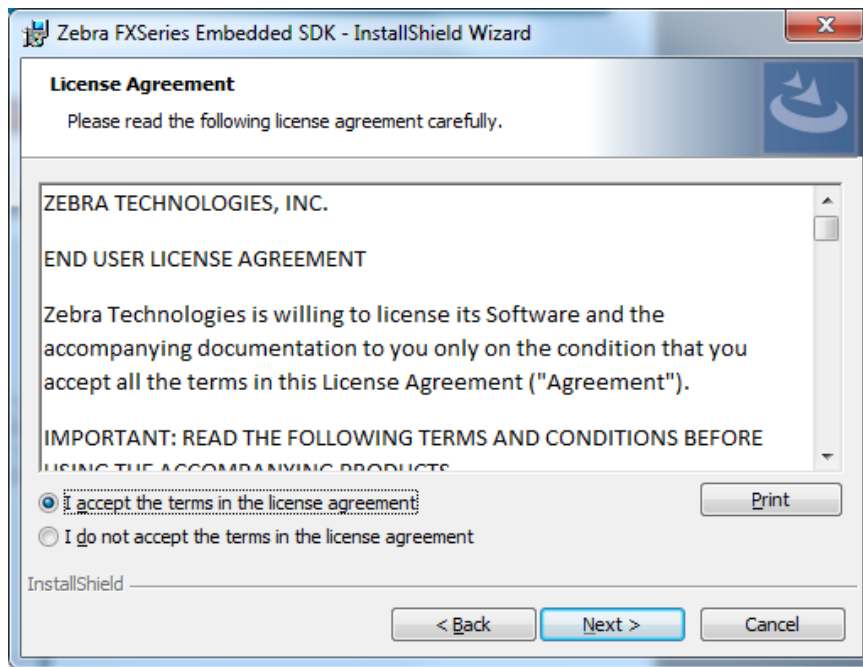 Zebra FXSeries Embedded SDK - InstallShield Wizard
License Agreement
Please read the following license agreement carefully.
ZEBRA TECHNOLOGIES, INC.
END USER LICENSE AGREEMENT
Zebra Technologies is willing to license its Software and the
accompanying documentation to you only on the condition that you
accept all the terms in this License Agreement ("Agreement").
IMPORTANT: READ THE FOLLOWING TERMS AND CONDITIONS BEFORE
USING THE ACCOMPANYING PRODUCTS
I accept the terms in the license agreement
Print
I do not accept the terms in the license agreement
InstallShield
< Back
Next >
Cancel